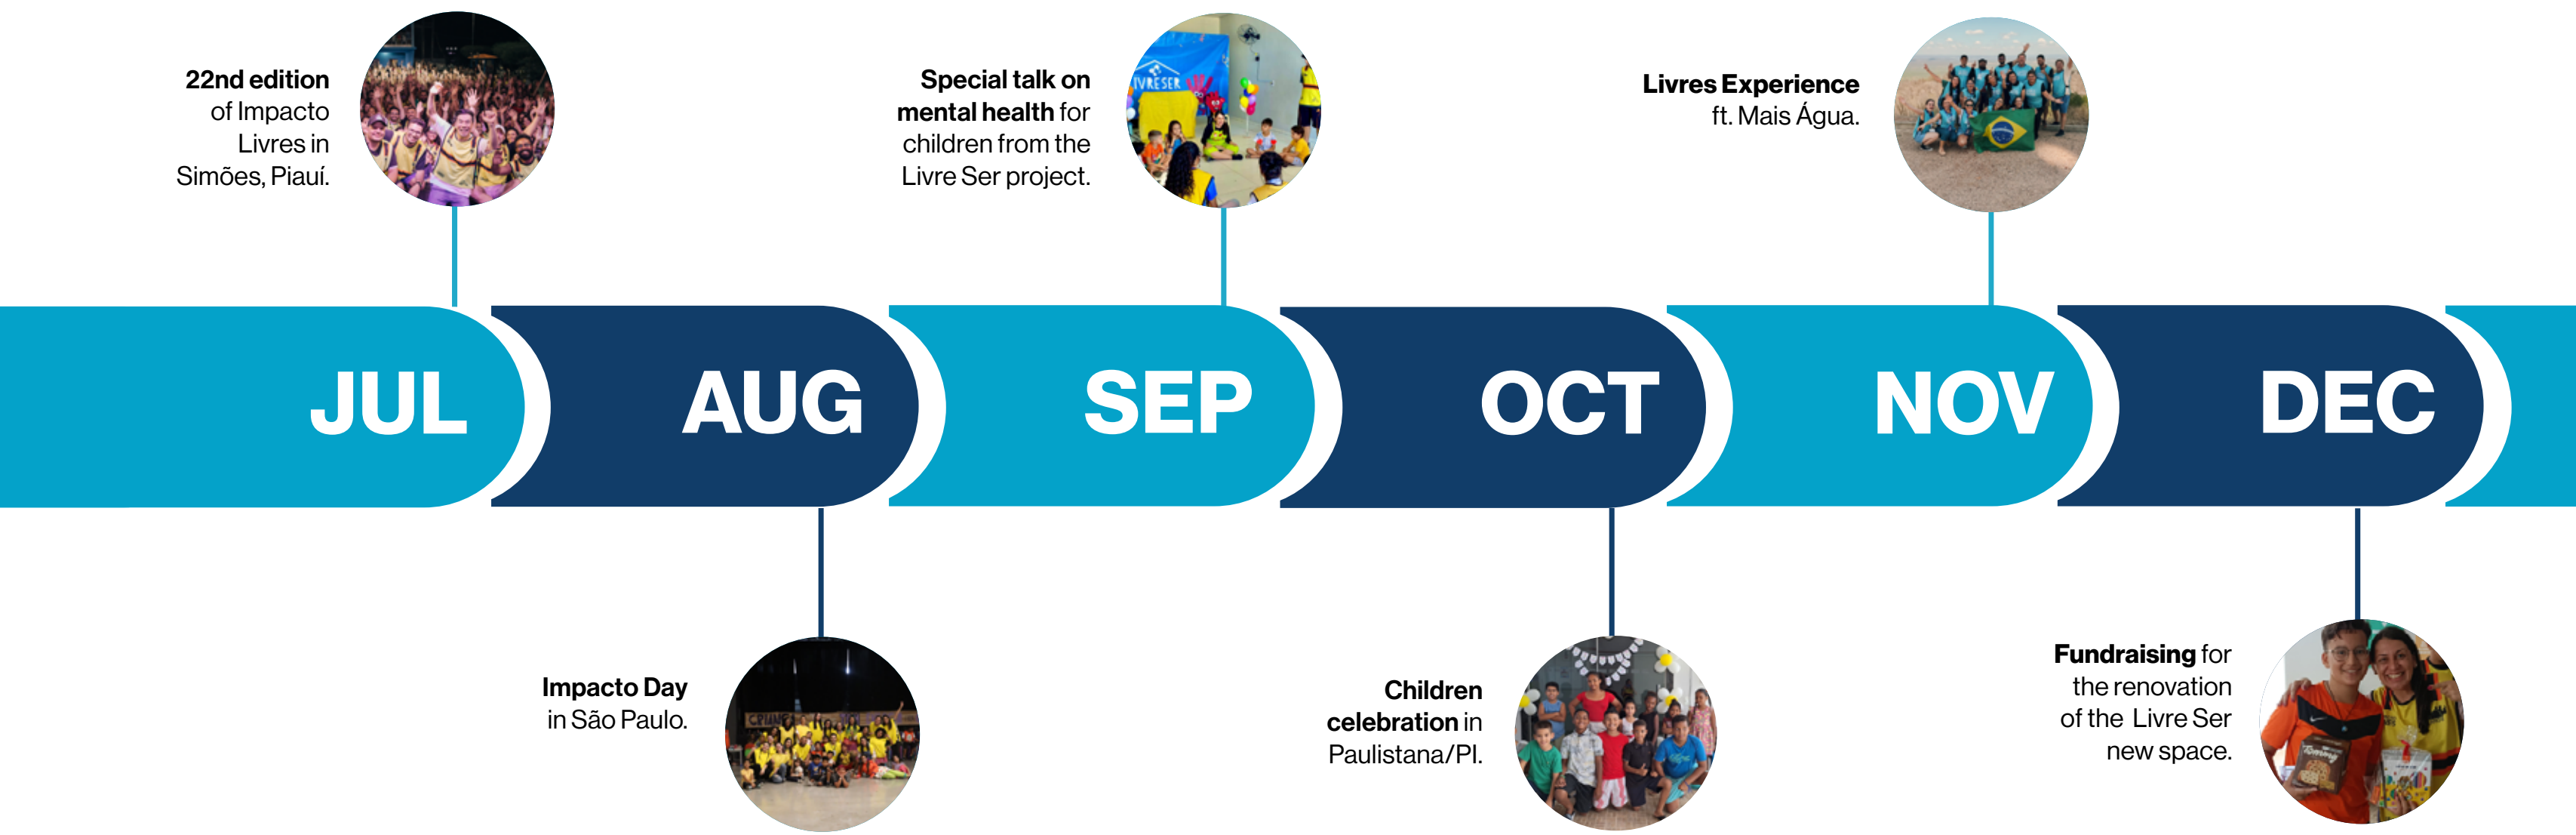 22nd edition
of Impacto
Livres in
Simões, Piauí.
Special talk on
mental health for
children from the
Livre Ser project.
IVRESER
Livres Experience
ft. Mais Água.
JUL
AUG
SEP
OCT
NOV
DEC
Impacto Day
in São Paulo.
Children
celebration in
Paulistana/PI.
Fundraising for
the renovation
of the Livre Ser
new space.